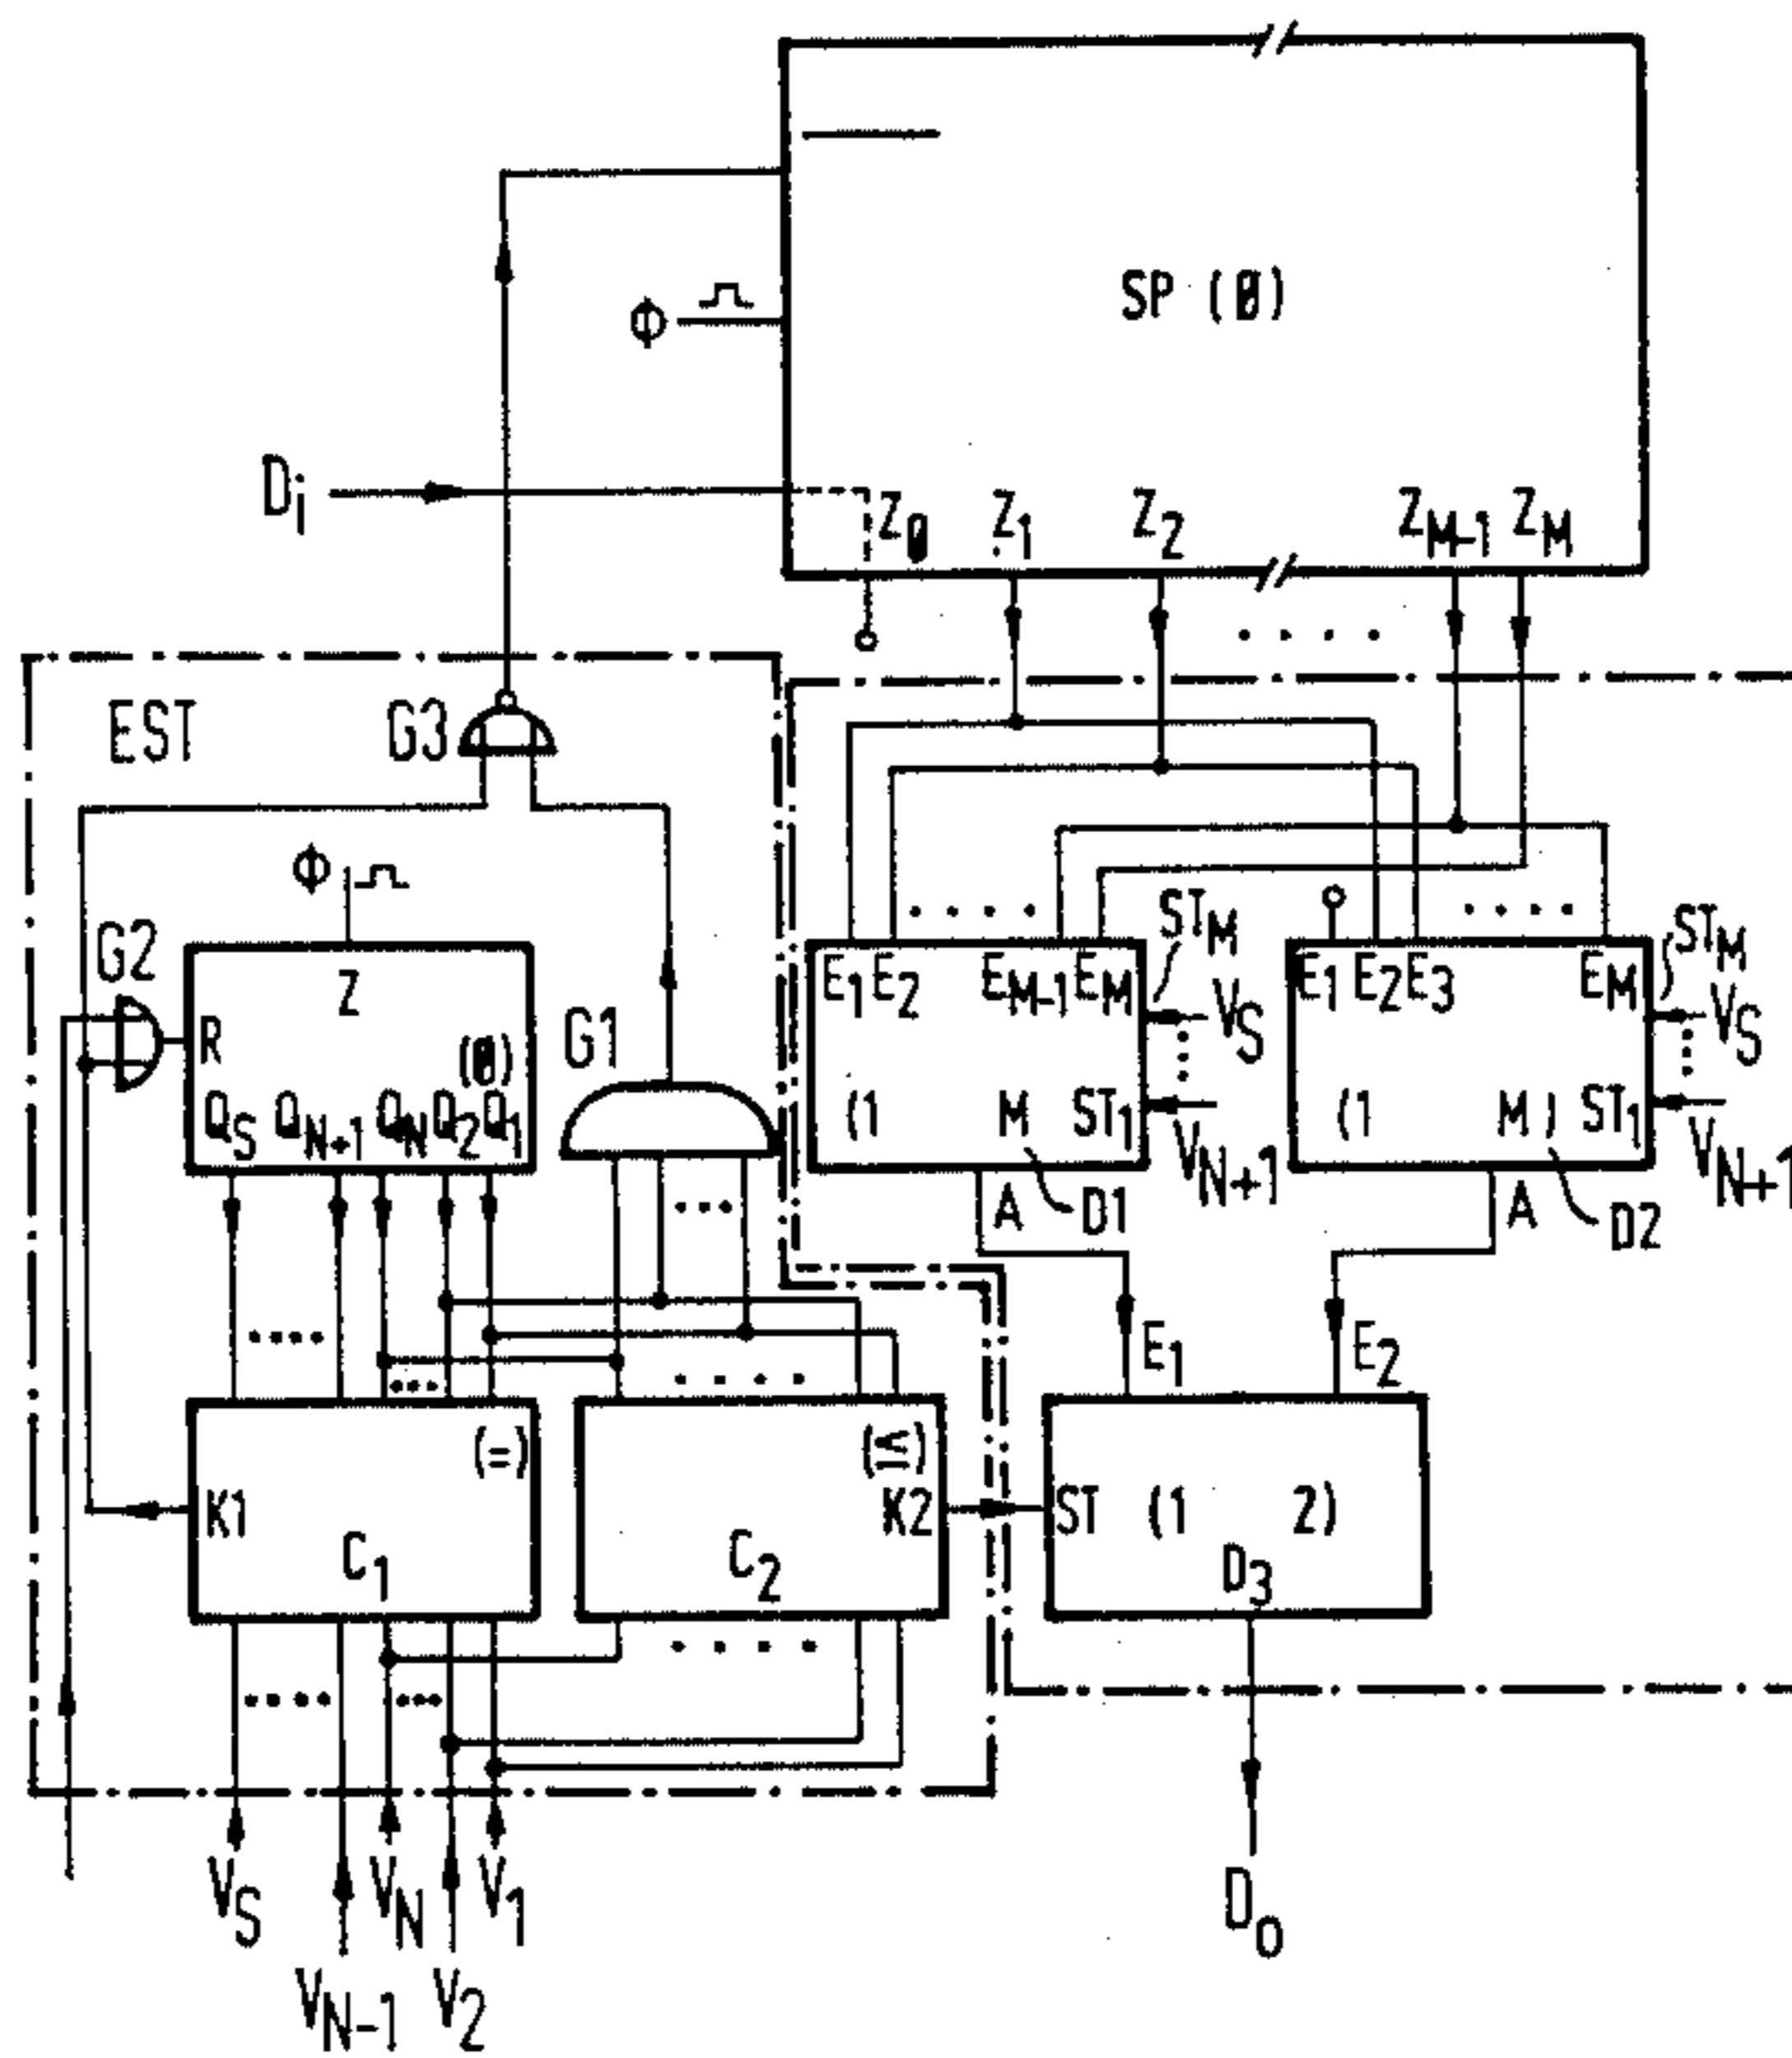 SP (0)
Φ
Di
Z0 Z1 Z2 ZM-1 ZM
EST
G3
Φ
G2
Z
R
(0)
QS QN+1 QN Q2 Q1
G1
E1 E2 EM-1 EM
STM
VS
(1 M ST1
VN+1
A
D1
E1 E2 E3 EM
STM
VS
(1 M) ST1
VN+1
A
D2
(=)
K1
C1
(≤)
K2
C2
E1 E2
ST (1 2)
D3
VS VN V1
VN-1 V2
Do